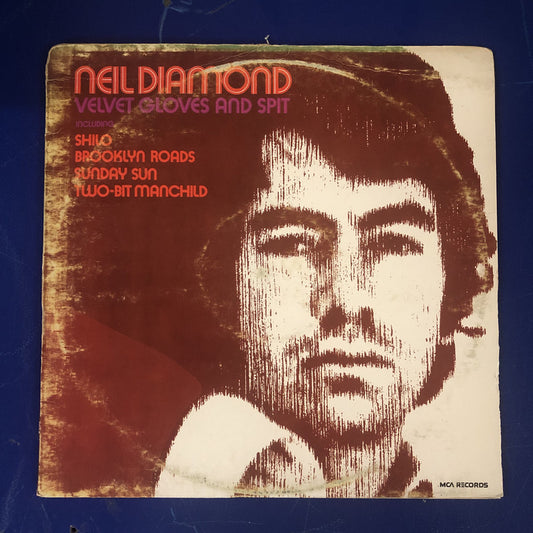 NEIL DIAMOND
VELVET GLOVES AND SPIT
INCLUDING
SHILO
BROOKLYN ROADS
SUNDAY SUN
TWO-BIT MANCHILD
MCA RECORDS